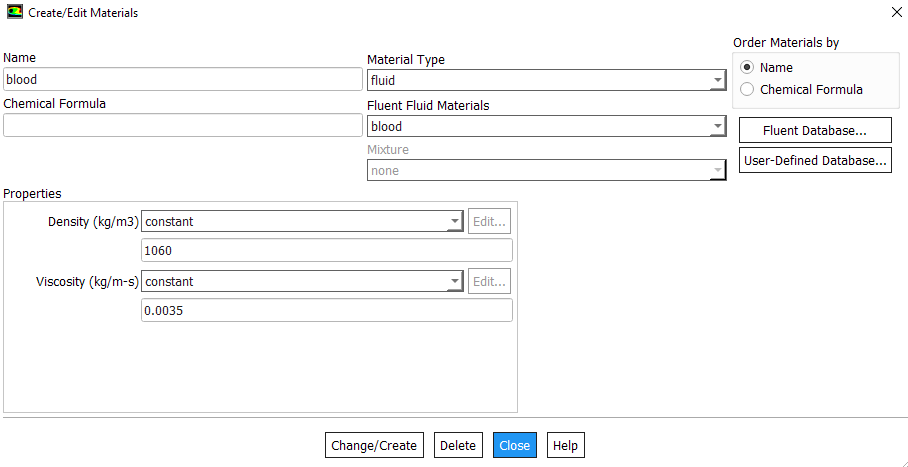 Create/Edit Materials
Name
blood
Chemical Formula
Material Type
fluid
Fluent Fluid Materials
blood
Mixture
none
Order Materials by
Name
Chemical Formula
Fluent Database...
User-Defined Database...
Properties
Density (kg/m3) constant Edit...
1060
Viscosity (kg/m-s) constant Edit...
0.0035
Change/Create Delete Close Help